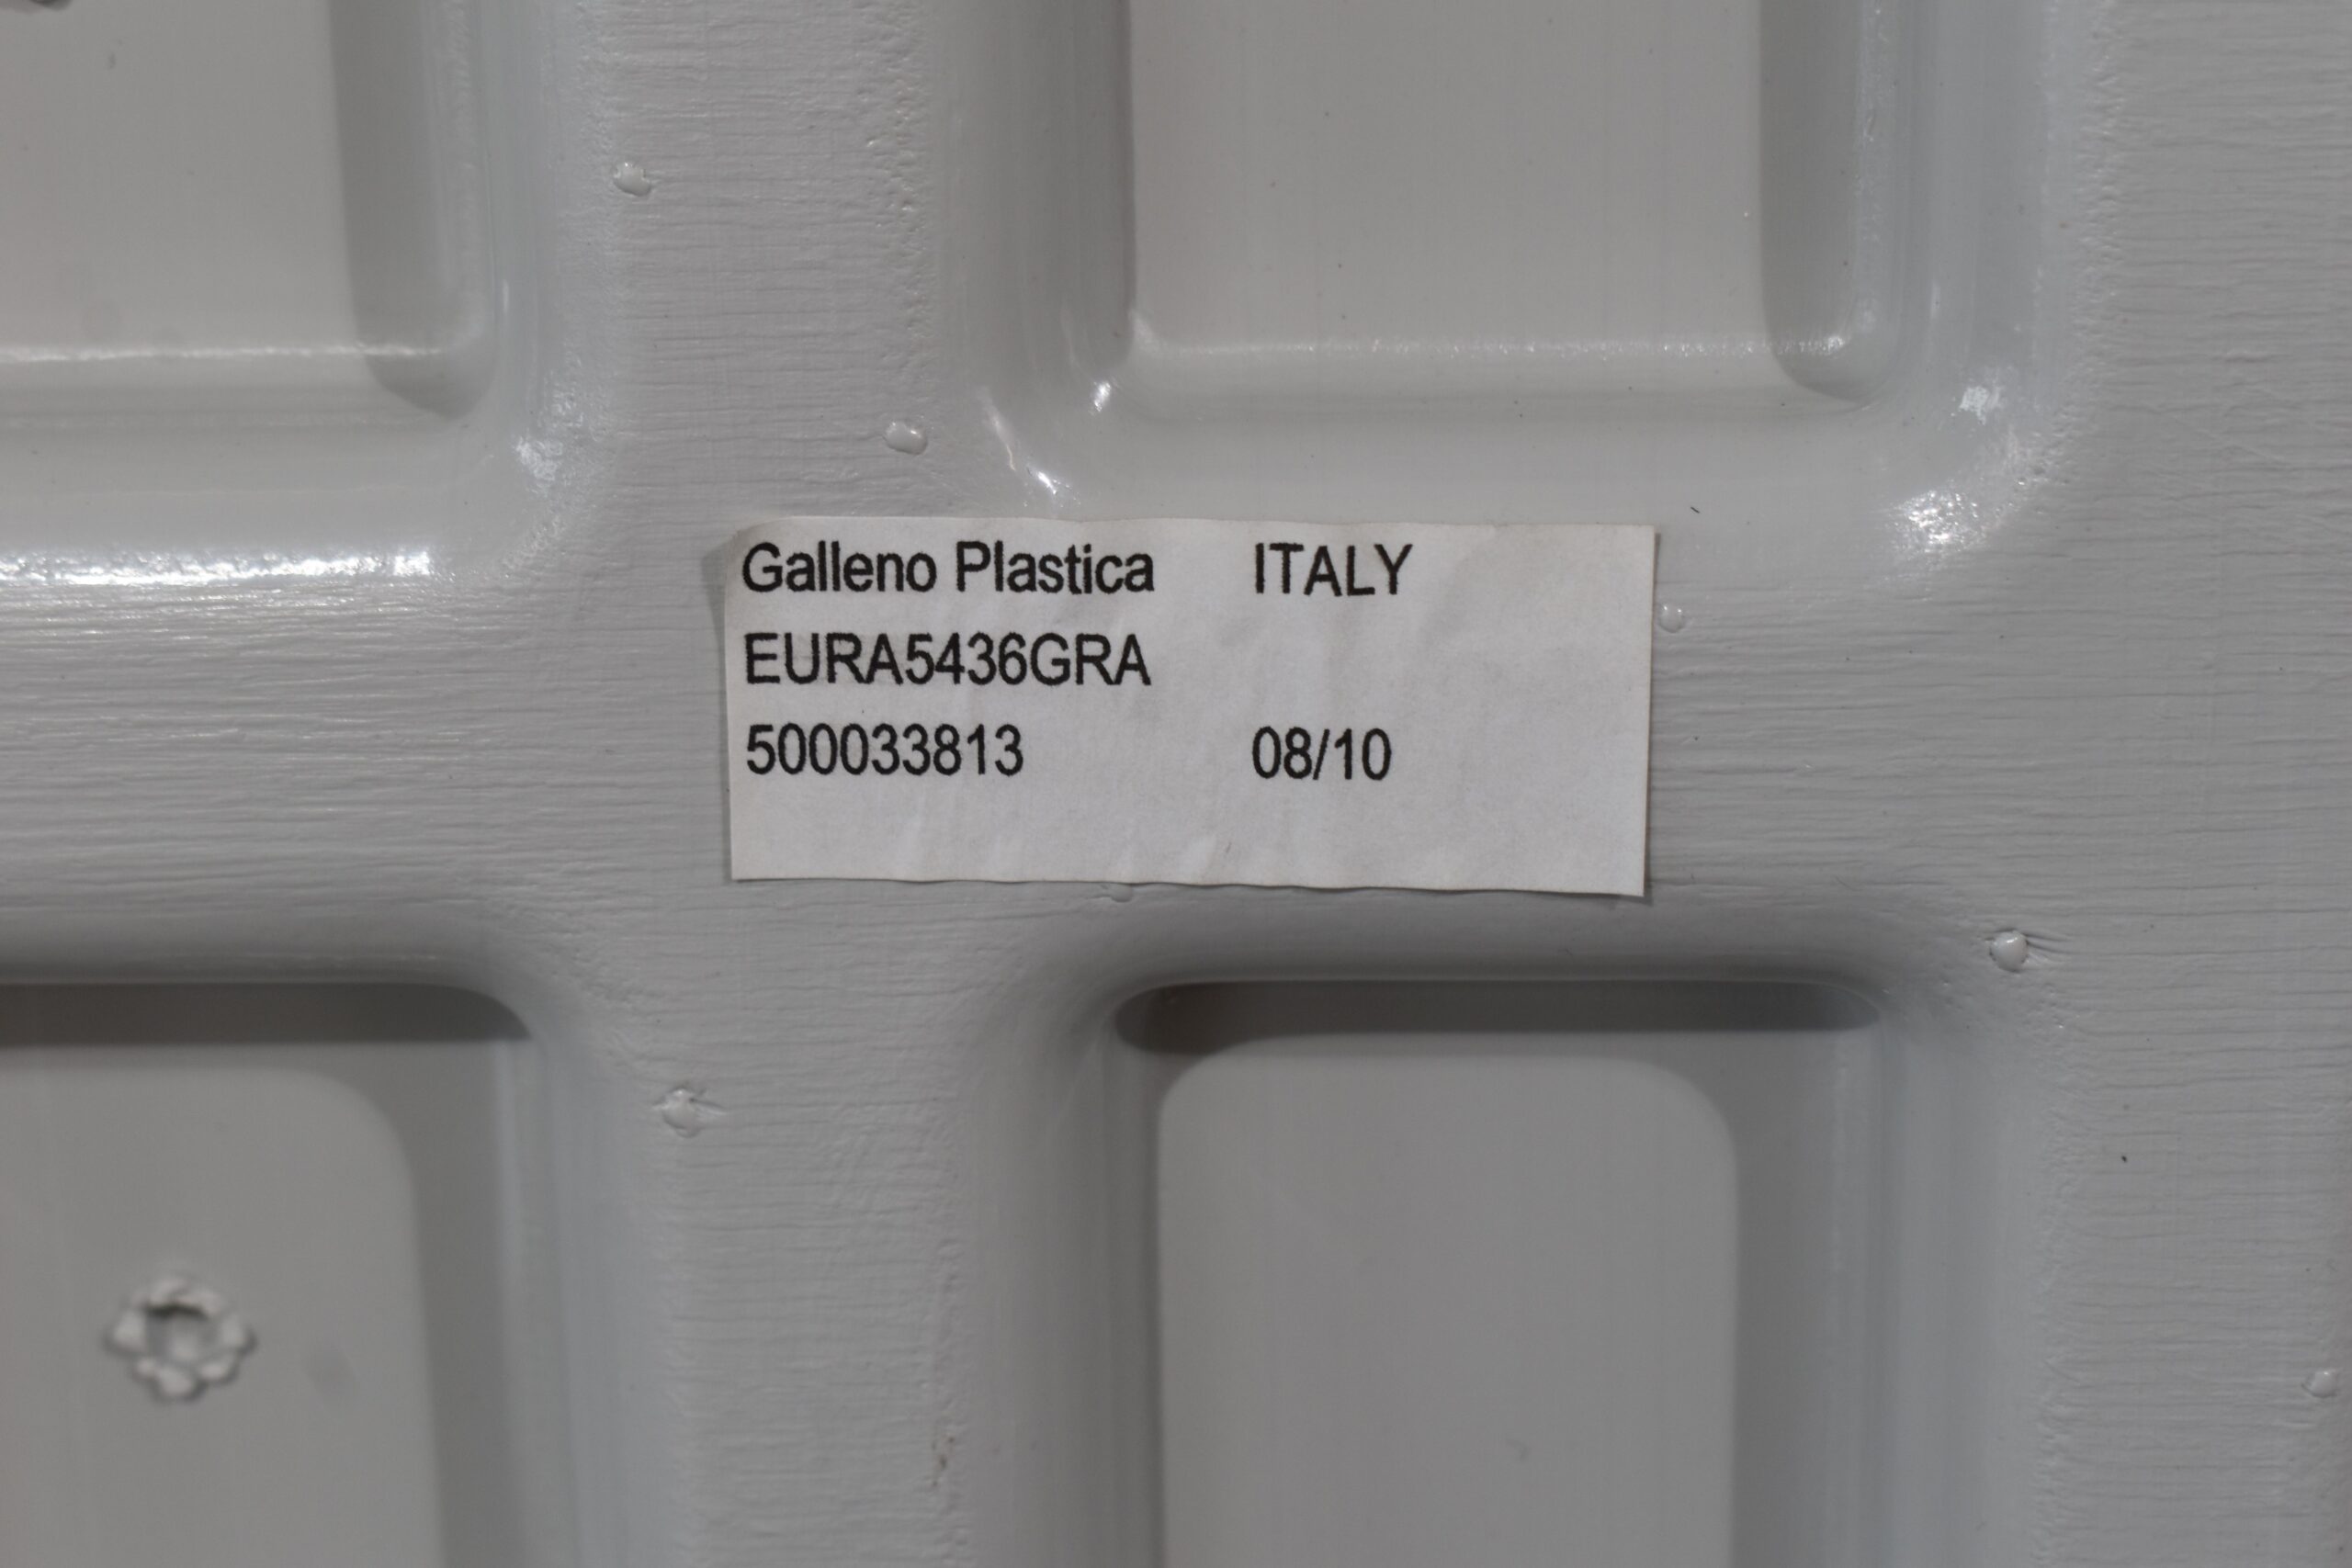 Galleno Plastica ITALY
EURA5436GRA
500033813 08/10